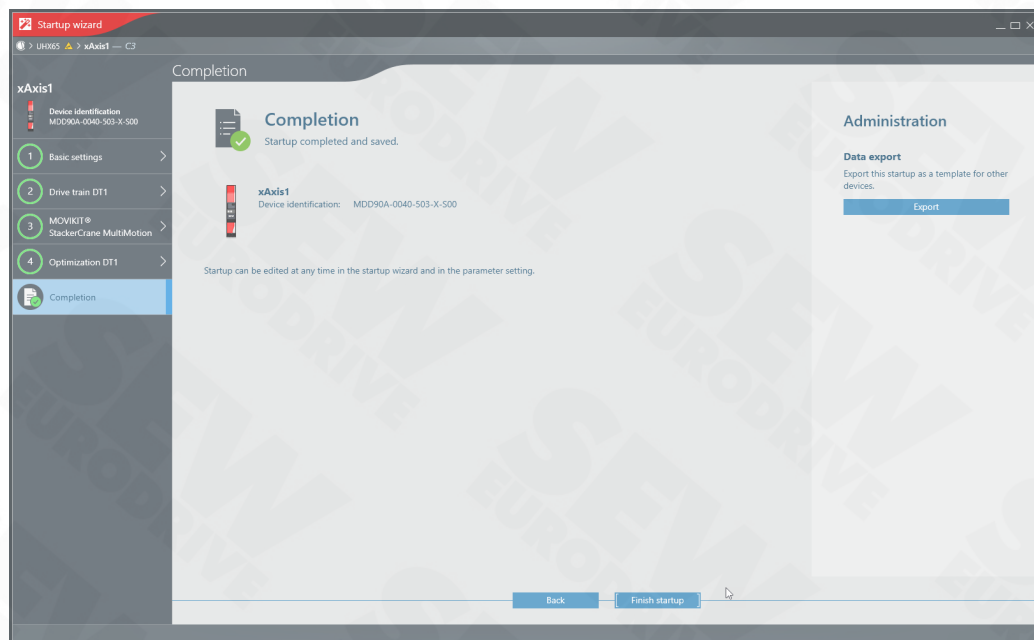 Startup wizard
> UHX65 > xAxis1 — C3
Completion
xAxis1
Device identification
MDD90A-0040-503-X-S00
1 Basic settings
2 Drive train DT1
3 MOVIKIT®
StackerCrane MultiMotion
4 Optimization DT1
Completion
Completion
Startup completed and saved.
xAxis1
Device identification: MDD90A-0040-503-X-S00
Startup can be edited at any time in the startup wizard and in the parameter setting.
Administration
Data export
Export this startup as a template for other
devices.
Export
Back
Finish startup
SEW
EURODRIVE